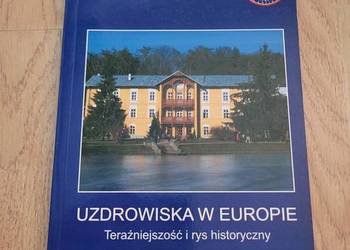 UZDROWISKA W EUROPIE
Teraźniejszość i rys historyczny